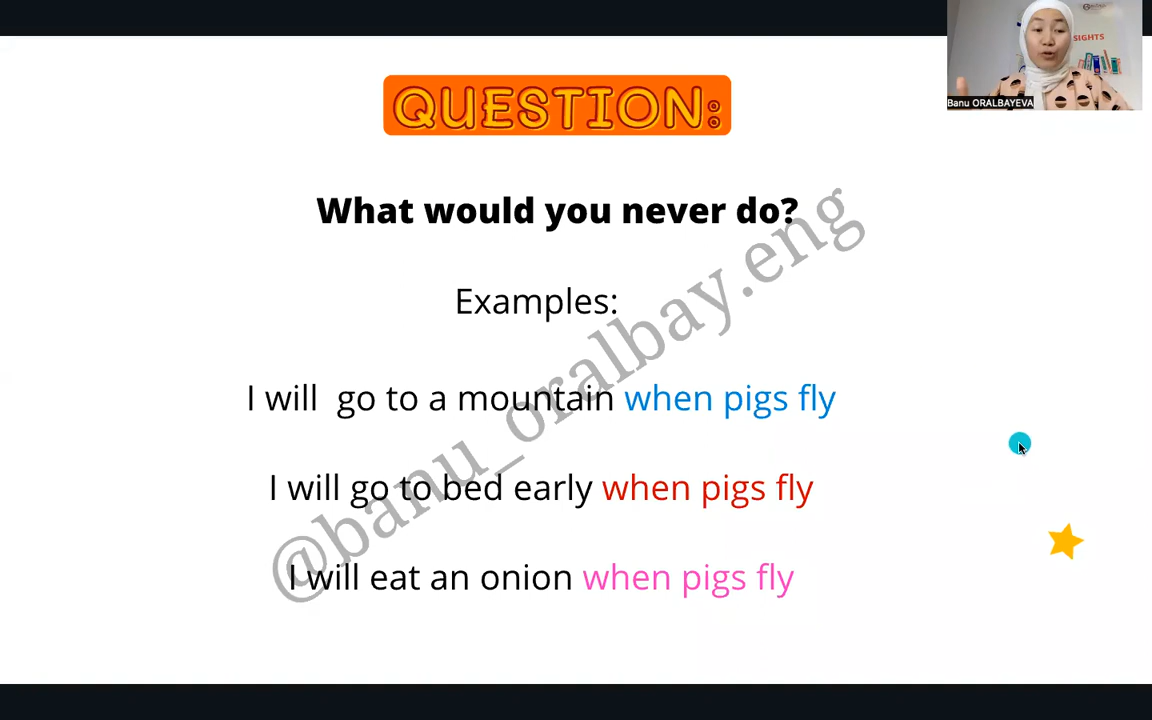 SIGHTS
Banu ORALBAYEVA
QUESTION:
What would you never do?
Examples:
I will go to a mountain when pigs fly
I will go to bed early when pigs fly
I will eat an onion when pigs fly
@banu_oralbay.eng